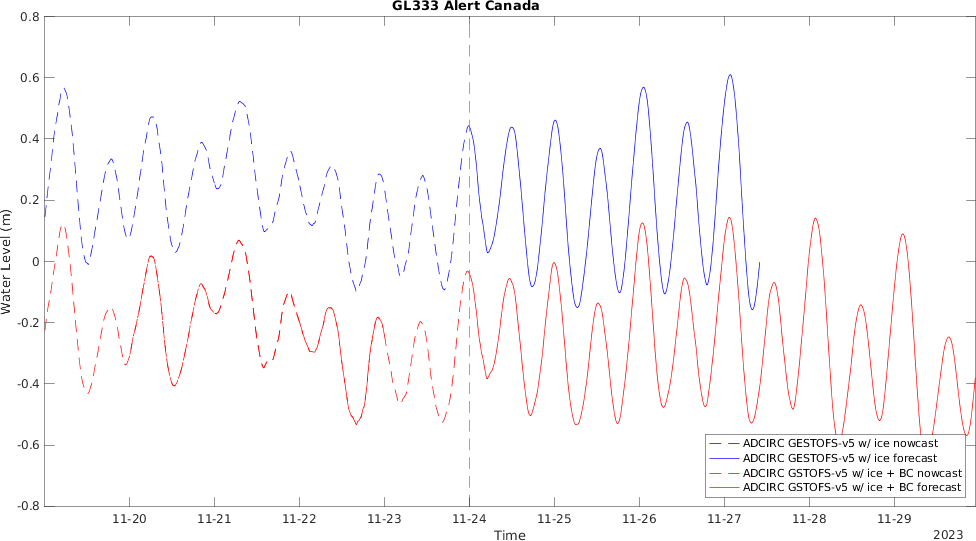 GL333 Alert Canada
0.8
0.6
0.4
0.2
0
-0.2
-0.4
-0.6
-0.8
Water Level (m)
ADCIRC GESTOFS-v5 w/ ice nowcast
ADCIRC GESTOFS-v5 w/ ice forecast
ADCIRC GSTOFS-v5 w/ ice + BC nowcast
ADCIRC GSTOFS-v5 w/ ice + BC forecast
11-20 11-21 11-22 11-23 11-24 11-25 11-26 11-27 11-28 11-29
Time
2023